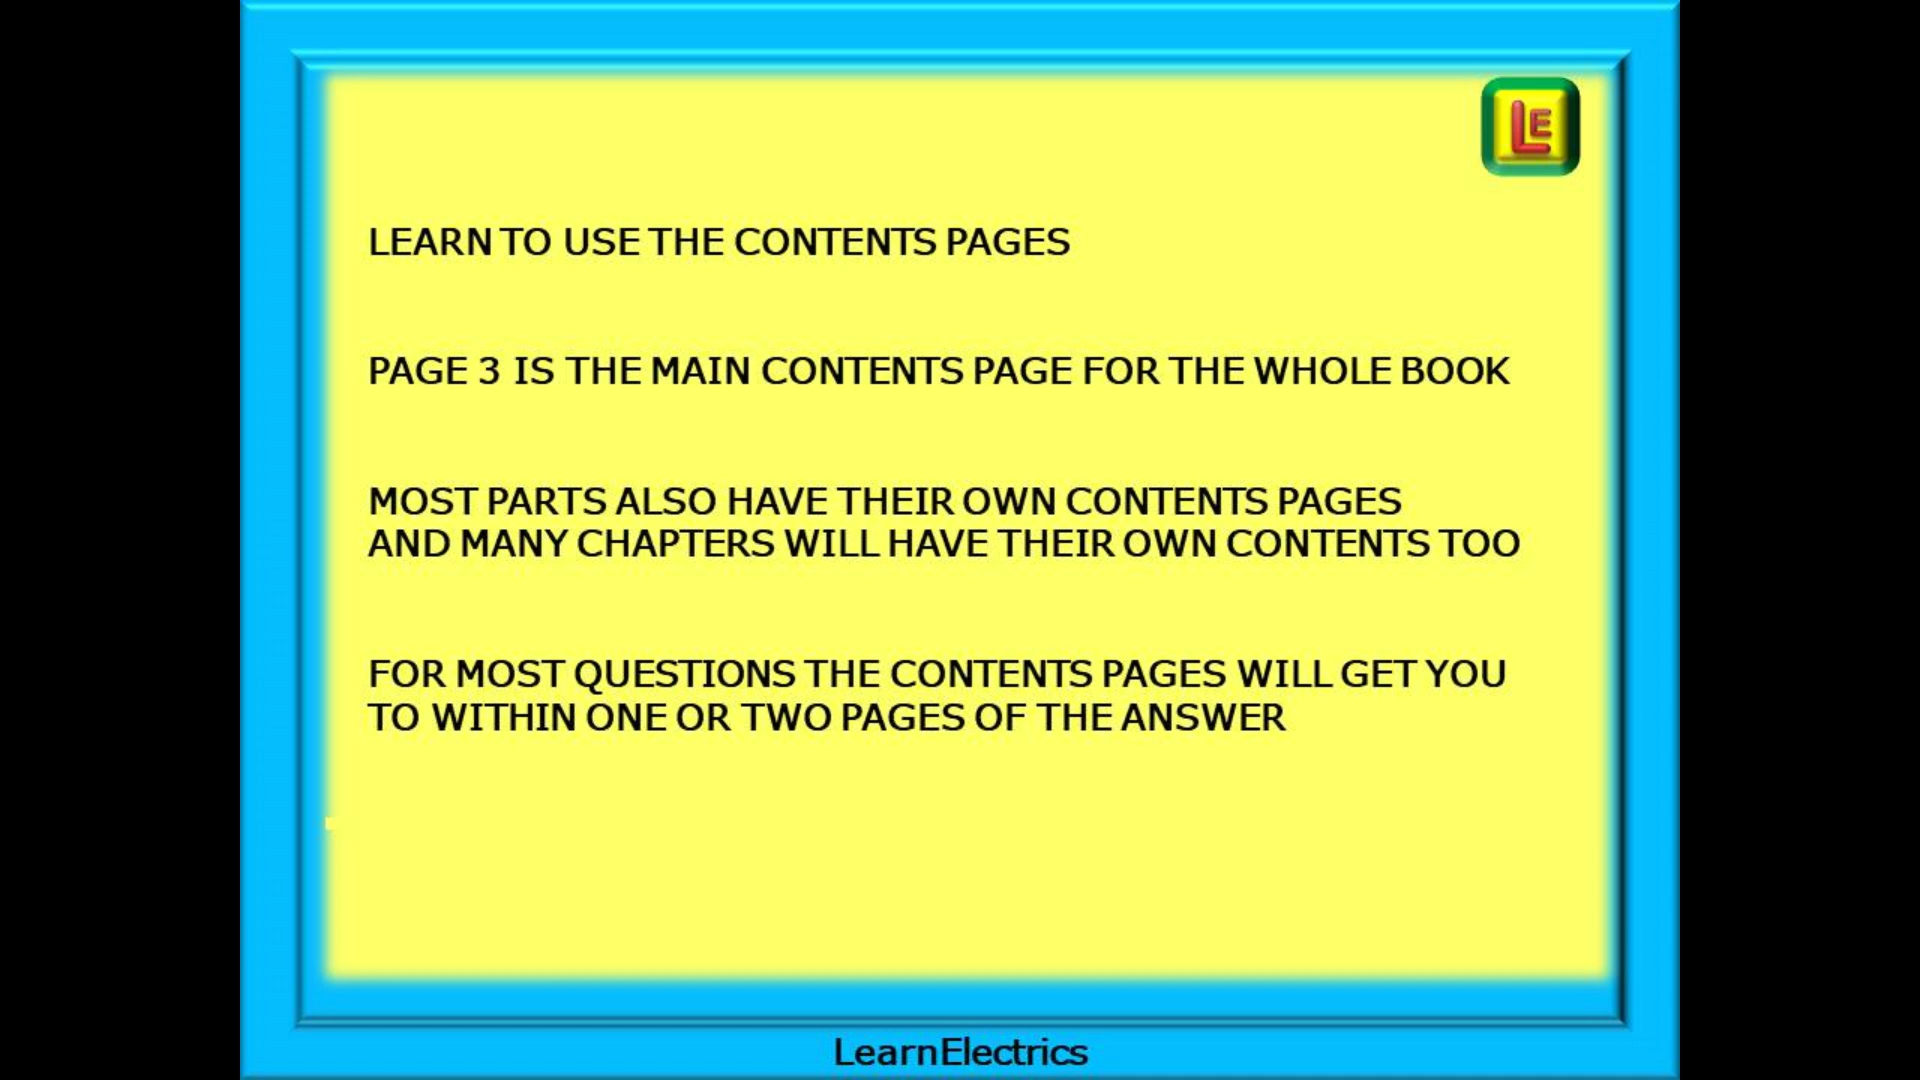 LE
LEARN TO USE THE CONTENTS PAGES
PAGE 3 IS THE MAIN CONTENTS PAGE FOR THE WHOLE BOOK
MOST PARTS ALSO HAVE THEIR OWN CONTENTS PAGES
AND MANY CHAPTERS WILL HAVE THEIR OWN CONTENTS TOO
FOR MOST QUESTIONS THE CONTENTS PAGES WILL GET YOU
TO WITHIN ONE OR TWO PAGES OF THE ANSWER
LearnElectrics